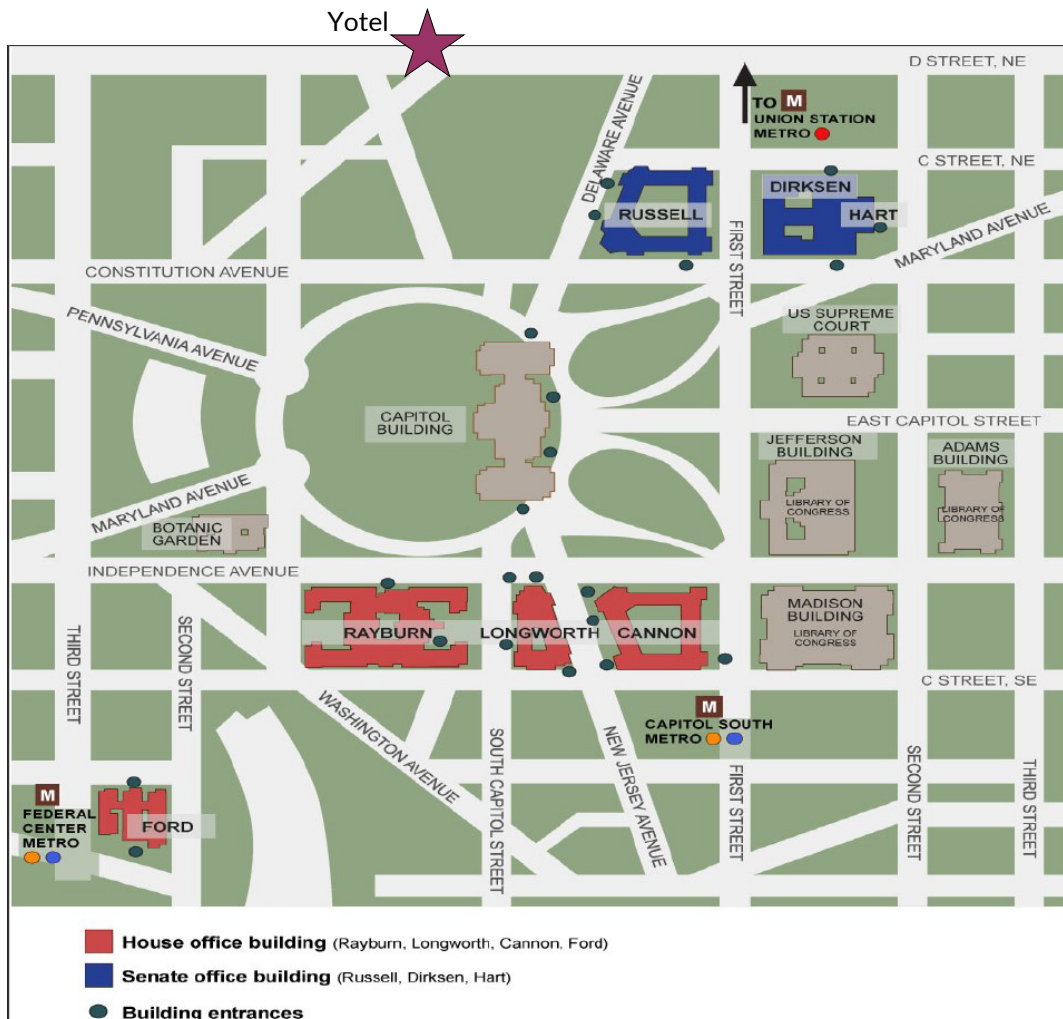 Yotel
D STREET, NE
TO M
UNION STATION
METRO
DELAWARE AVENUE
C STREET, NE
DIRKSEN
RUSSELL
HART
FIRST STREET
MARYLAND AVENUE
CONSTITUTION AVENUE
PENNSYLVANIA AVENUE
US SUPREME
COURT
CAPITOL
BUILDING
EAST CAPITOL STREET
JEFFERSON
BUILDING
ADAMS
BUILDING
MARYLAND AVENUE
LIBRARY OF
CONGRESS
LIBRARY OF
CONGRESS
BOTANIC
GARDEN
INDEPENDENCE AVENUE
MADISON
BUILDING
LIBRARY OF
CONGRESS
RAYBURN
LONGWORTH
CANNON
THIRD STREET
SECOND STREET
C STREET, SE
WASHINGTON AVENUE
M
CAPITOL SOUTH
METRO
SOUTH CAPITOL STREET
NEW JERSEY AVENUE
FIRST STREET
SECOND STREET
THIRD STREET
M
FEDERAL
CENTER
METRO
FORD
House office building (Rayburn, Longworth, Cannon, Ford)
Senate office building (Russell, Dirksen, Hart)
Building entrances